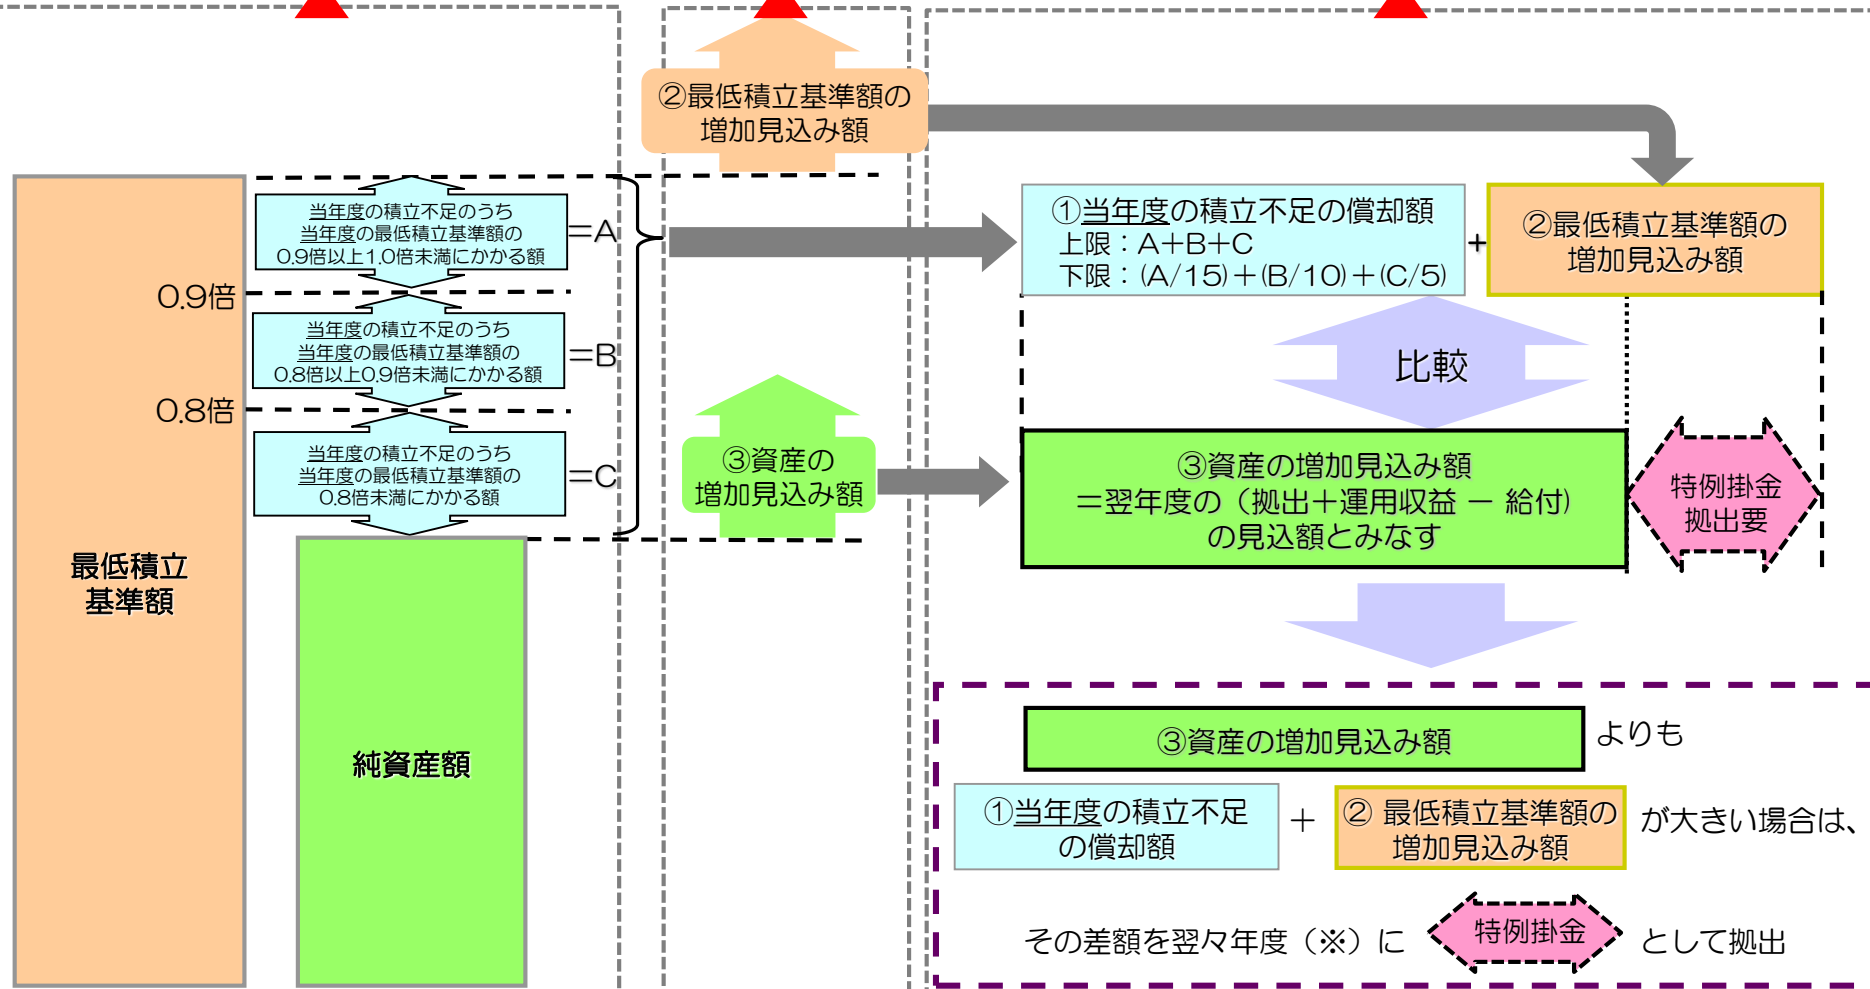 ②最低積立基準額の
増加見込み額
当年度の積立不足のうち
当年度の最低積立基準額の
0.9倍以上1.0倍未満にかかる額
=A
0.9倍
当年度の積立不足のうち
当年度の最低積立基準額の
0.8倍以上0.9倍未満にかかる額
=B
0.8倍
当年度の積立不足のうち
当年度の最低積立基準額の
0.8倍未満にかかる額
=C
最低積立
基準額
純資産額
③資産の
増加見込み額
①当年度の積立不足の償却額
上限：A+B+C
下限：(A/15)+(B/10)+(C/5)
+
②最低積立基準額の
増加見込み額
比較
③資産の増加見込み額
＝翌年度の（拠出＋運用収益 － 給付)
の見込額とみなす
特例掛金
拠出要
③資産の増加見込み額
よりも
①当年度の積立不足
の償却額
＋
② 最低積立基準額の
増加見込み額
が大きい場合は、
その差額を翌々年度（※）に
特例掛金
として拠出